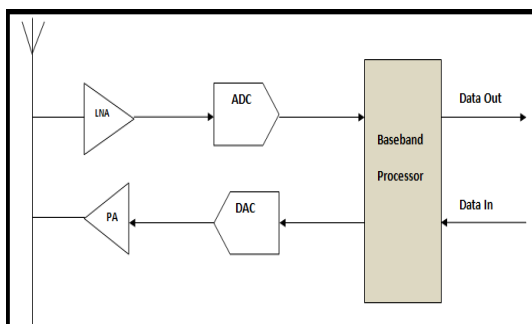 LNA
ADC
Data Out
Baseband
Processor
PA
DAC
Data In